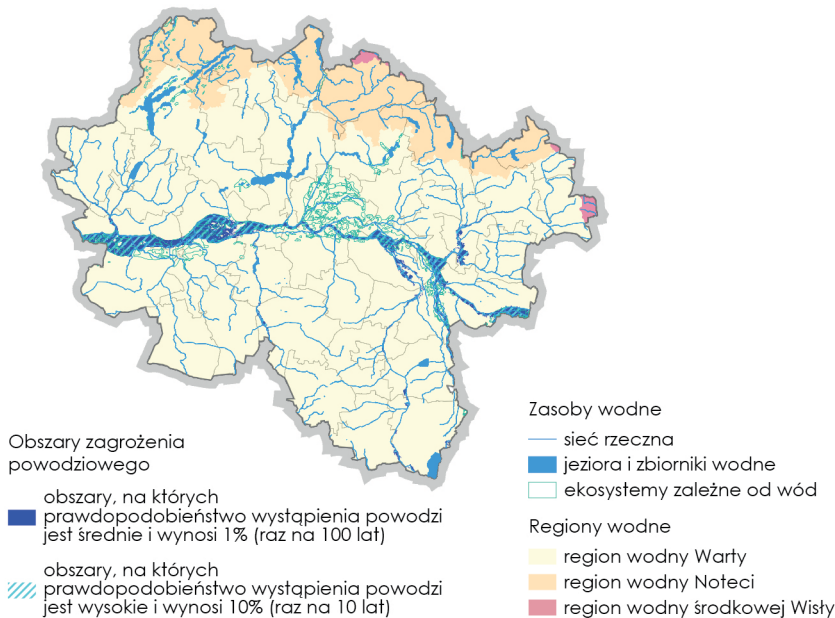 Obszary zagrożenia
powodziowego
obszary, na których
prawdopodobieństwo wystąpienia powodzi
jest średnie i wynosi 1% (raz na 100 lat)
obszary, na których
prawdopodobieństwo wystąpienia powodzi
jest wysokie i wynosi 10% (raz na 10 lat)
Zasoby wodne
sieć rzeczna
jeziora i zbiorniki wodne
ekosystemy zależne od wód
Regiony wodne
region wodny Warty
region wodny Noteci
region wodny środkowej Wisły